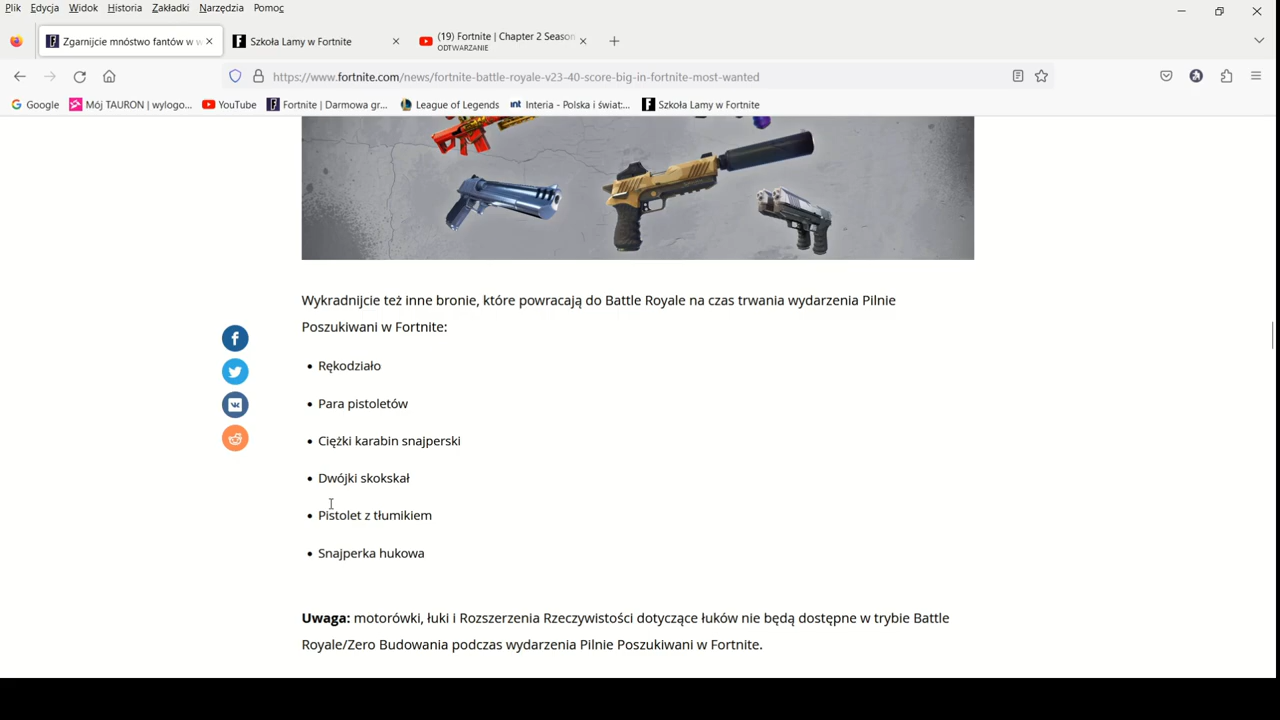 Plik Edycja Widok Historia Zakładki Narzędzia Pomoc
Zgarnijcie mnóstwo fantów w w
Szkoła Lamy w Fortnite
(19) Fortnite | Chapter 2 Season
ODTWARZANIE
https://www.fortnite.com/news/fortnite-battle-royale-v23-40-score-big-in-fortnite-most-wanted
Google Mój TAURON | wylogo... YouTube Fortnite | Darmowa gr... League of Legends Interia - Polska i świat:... Szkoła Lamy w Fortnite
Wykradnijcie też inne bronie, które powracają do Battle Royale na czas trwania wydarzenia Pilnie
Poszukiwani w Fortnite:
• Rękodziało
• Para pistoletów
• Ciężki karabin snajperski
• Dwójki skokskał
• Pistolet z tłumikiem
• Snajperka hukowa
Uwaga: motorówki, łuki i Rozszerzenia Rzeczywistości dotyczące łuków nie będą dostępne w trybie Battle
Royale/Zero Budowania podczas wydarzenia Pilnie Poszukiwani w Fortnite.